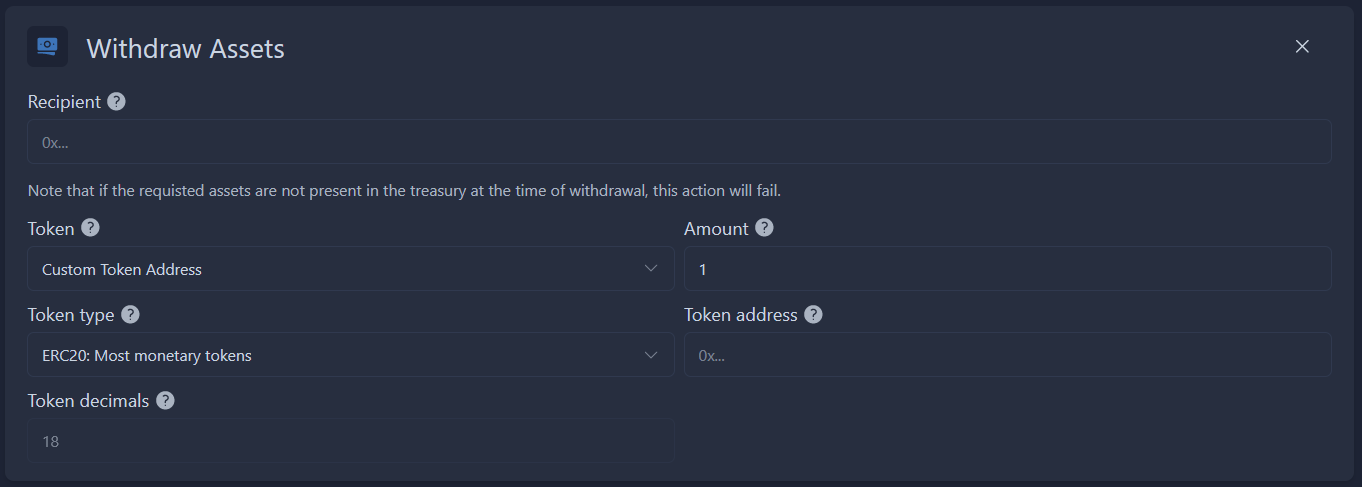 Withdraw Assets
Recipient ?
0x...
Note that if the requisted assets are not present in the treasury at the time of withdrawal, this action will fail.
Token ?
Custom Token Address
Amount ?
1
Token type ?
ERC20: Most monetary tokens
Token address ?
0x...
Token decimals ?
18